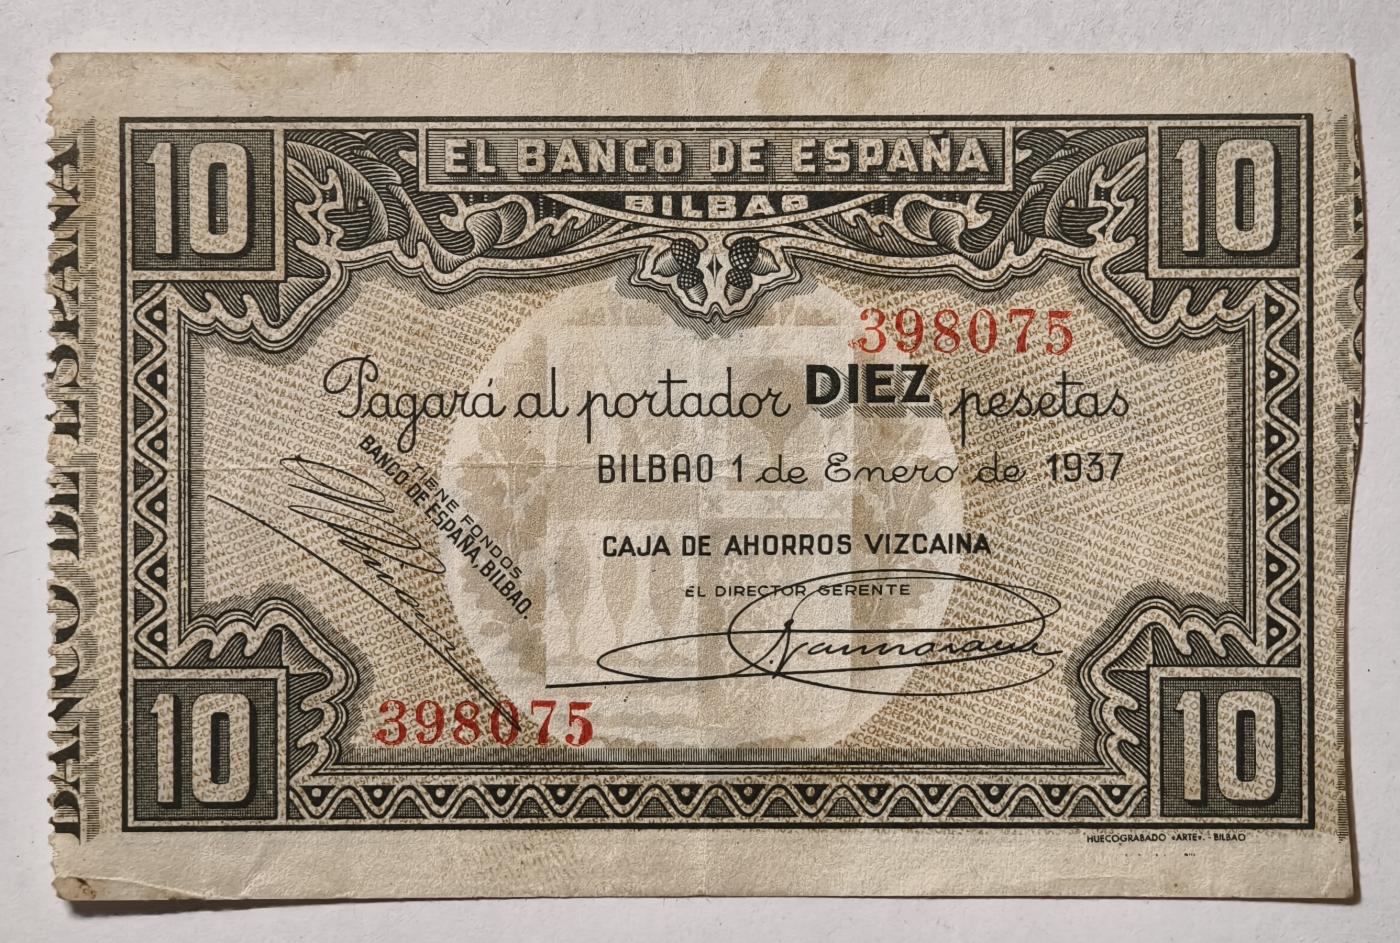 10 EL BANCO DE ESPAÑA 10
BILBAO
398075
Pagará al portador DIEZ pesetas
BILBAO 1 de Enero de 1937
TIENE FONDOS
BANCO DE ESPAÑA, BILBAO.
CAJA DE AHORROS VIZCAINA
EL DIRECTOR GERENTE
398075
10 10
HUECOGRABADO «ARTE». - BILBAO
BANCO DE ESPAÑA